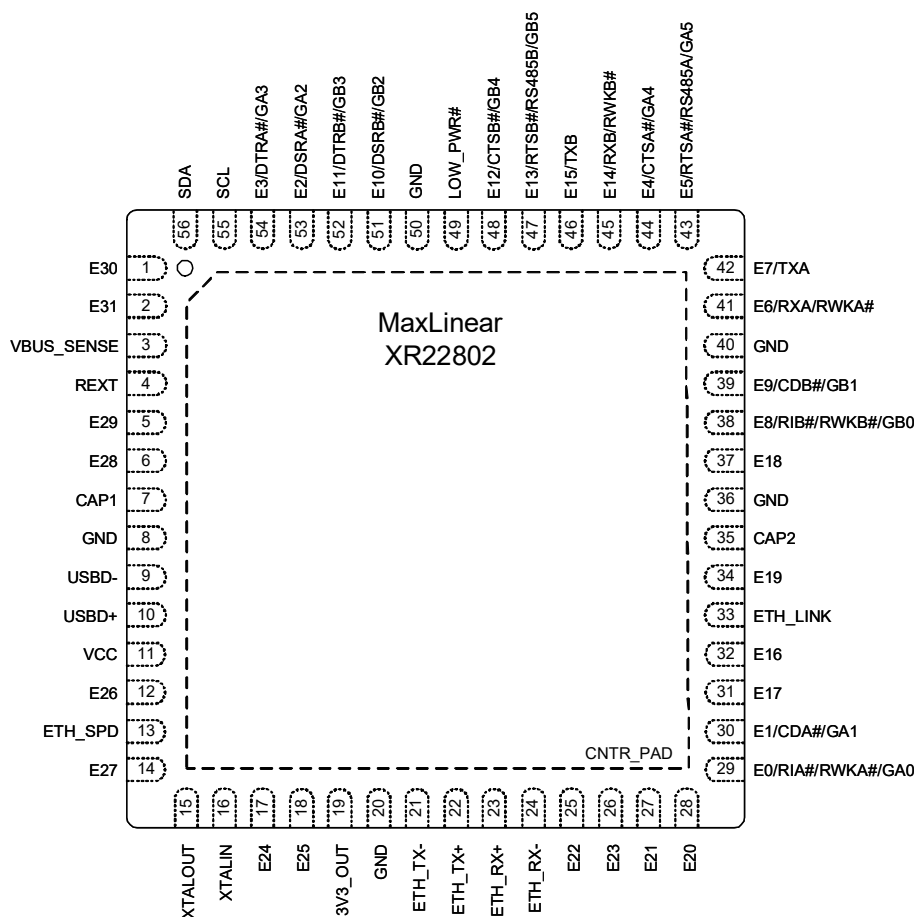 SDA
SCL
E3/DTRA#/GA3
E2/DSRA#/GA2
E11/DTRB#/GB3
E10/DSRB#/GB2
GND
LOW_PWR#
E12/CTSB#/GB4
E13/RTSB#/RS485B/GB5
E15/TXB
E14/RXB/RWKB#
E4/CTSA#/GA4
E5/RTSA#/RS485A/GA5
56
55
54
53
52
51
50
49
48
47
46
45
44
43
E30 1
E31 2
VBUS_SENSE 3
REXT 4
E29 5
E28 6
CAP1 7
GND 8
USBD- 9
USBD+ 10
VCC 11
E26 12
ETH_SPD 13
E27 14
MaxLinear
XR22802
CNTR_PAD
42 E7/TXA
41 E6/RXA/RWKA#
40 GND
39 E9/CDB#/GB1
38 E8/RIB#/RWKB#/GB0
37 E18
36 GND
35 CAP2
34 E19
33 ETH_LINK
32 E16
31 E17
30 E1/CDA#/GA1
29 E0/RIA#/RWKA#/GA0
15
16
17
18
19
20
21
22
23
24
25
26
27
28
XTALOUT
XTALIN
E24
E25
3V3_OUT
GND
ETH_TX-
ETH_TX+
ETH_RX+
ETH_RX-
E22
E23
E21
E20